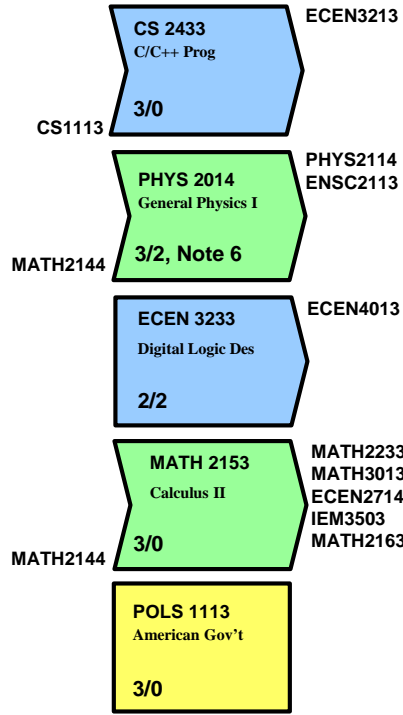 CS 2433
C/C++ Prog
3/0
ECEN3213
CS1113
PHYS 2014
General Physics I
3/2, Note 6
PHYS2114
ENSC2113
MATH2144
ECEN 3233
Digital Logic Des
2/2
ECEN4013
MATH 2153
Calculus II
3/0
MATH2233
MATH3013
ECEN2714
IEM3503
MATH2163
MATH2144
POLS 1113
American Gov't
3/0